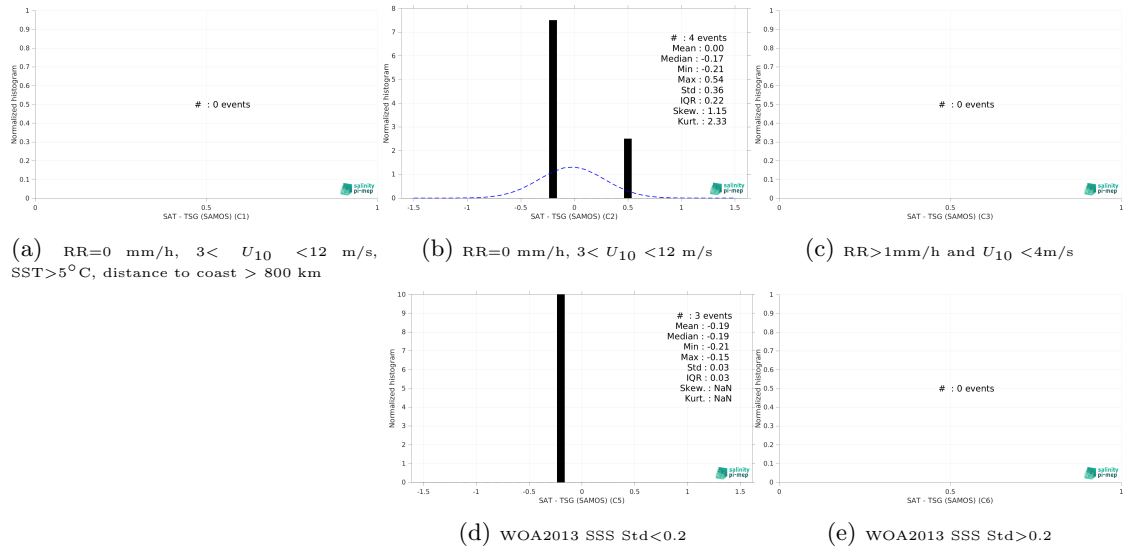 1
0.9
0.8
0.7
0.6
0.5
0.4
0.3
0.2
0.1
0
Normalized histogram
# : 0 events
salinity
pi-mep
0 0.5 1
SAT - TSG (SAMOS) (C1)
(a) RR=0 mm/h, 3< U10 <12 m/s,
SST>5°C, distance to coast > 800 km
8
7
6
5
4
3
2
1
0
Normalized histogram
# : 4 events
Mean : 0.00
Median : -0.17
Min : -0.21
Max : 0.54
Std : 0.36
IQR : 0.22
Skew. : 1.15
Kurt. : 2.33
salinity
pi-mep
-1.5 -1 -0.5 0 0.5 1 1.5
SAT - TSG (SAMOS) (C2)
(b) RR=0 mm/h, 3< U10 <12 m/s
1
0.9
0.8
0.7
0.6
0.5
0.4
0.3
0.2
0.1
0
Normalized histogram
# : 0 events
salinity
pi-mep
0 0.5 1
SAT - TSG (SAMOS) (C3)
(c) RR>1mm/h and U10 <4m/s
10
9
8
7
6
5
4
3
2
1
0
Normalized histogram
# : 3 events
Mean : -0.19
Median : -0.19
Min : -0.21
Max : -0.15
Std : 0.03
IQR : 0.03
Skew. : NaN
Kurt. : NaN
salinity
pi-mep
-1.5 -1 -0.5 0 0.5 1 1.5
SAT - TSG (SAMOS) (C5)
(d) WOA2013 SSS Std<0.2
1
0.9
0.8
0.7
0.6
0.5
0.4
0.3
0.2
0.1
0
Normalized histogram
# : 0 events
salinity
pi-mep
0 0.5 1
SAT - TSG (SAMOS) (C6)
(e) WOA2013 SSS Std>0.2